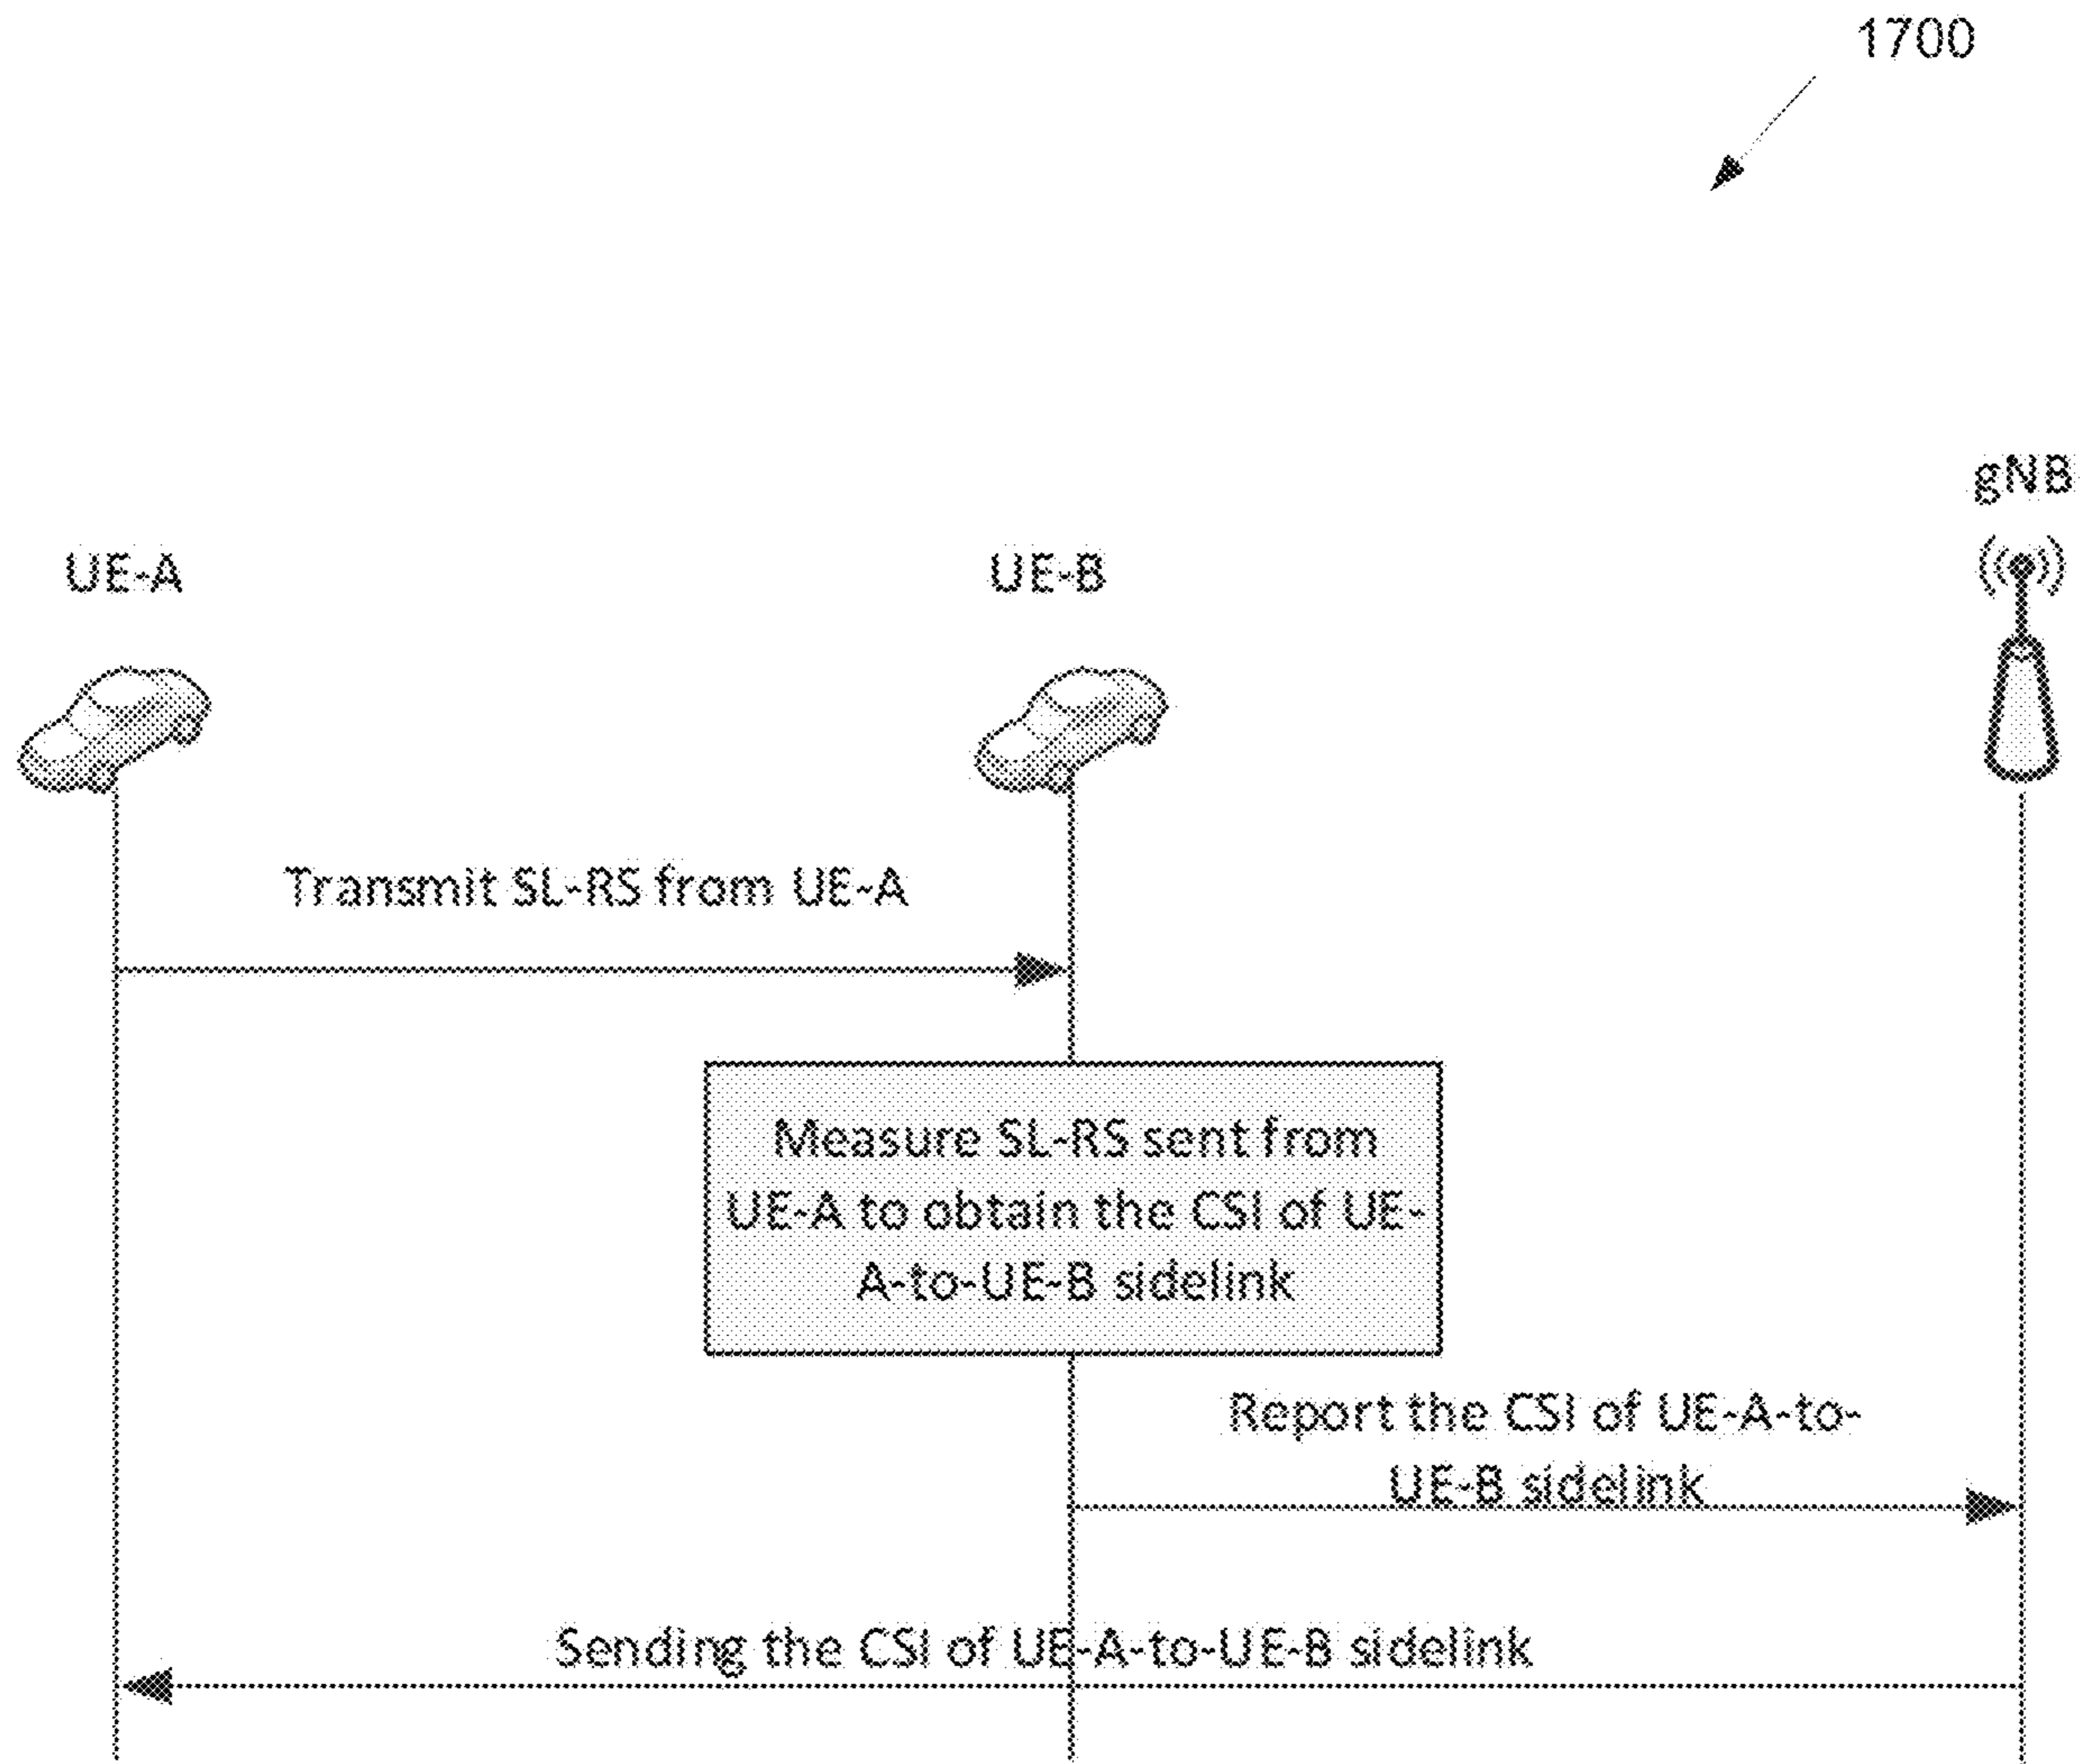 1700
gNB
UE-A
UE-B
Transmit SL-RS from UE-A
Measure SL-RS sent from
UE-A to obtain the CSI of UE-
A-to-UE-B sidelink
Report the CSI of UE-A-to-
UE-B sidelink
Sending the CSI of UE-A-to-UE-B sidelink